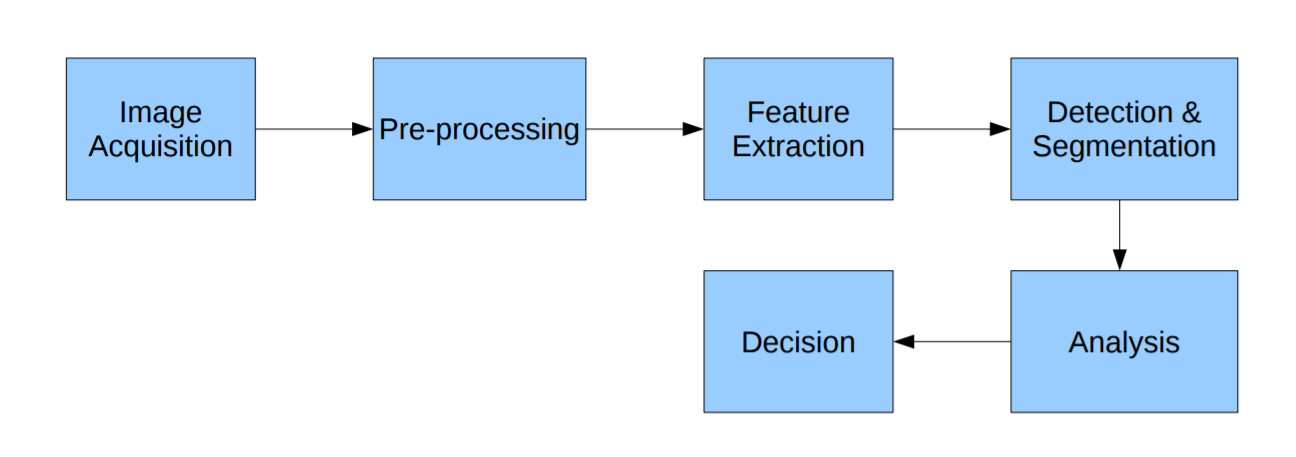 Image
Acquisition
Pre-processing
Feature
Extraction
Detection &
Segmentation
Analysis
Decision